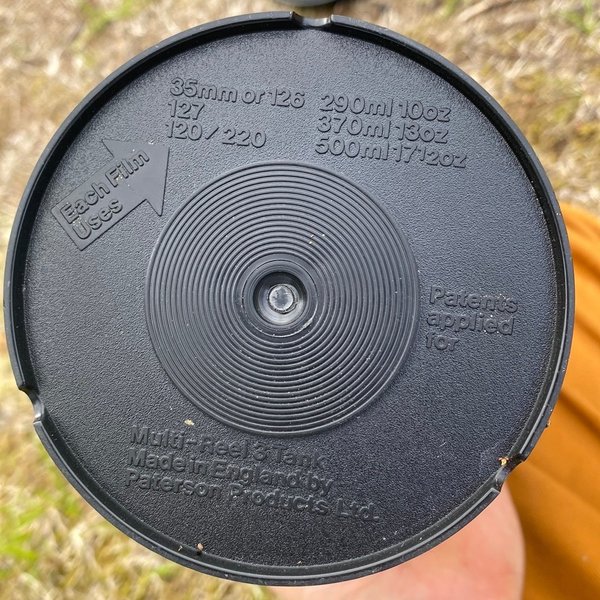 35mm or 126 290ml 10oz
127 370ml 13oz
120/220 500ml 17½oz
Each Film
Uses
Patents
applied
for
Multi-Reel 3 Tank
Made in England by
Paterson Products Ltd.